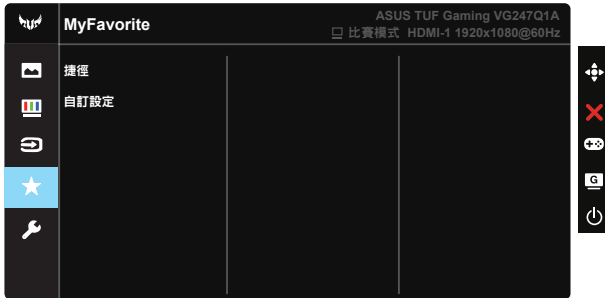 MyFavorite
ASUS TUF Gaming VG247Q1A
比賽模式 HDMI-1 1920x1080@60Hz
捷徑
自訂設定
G